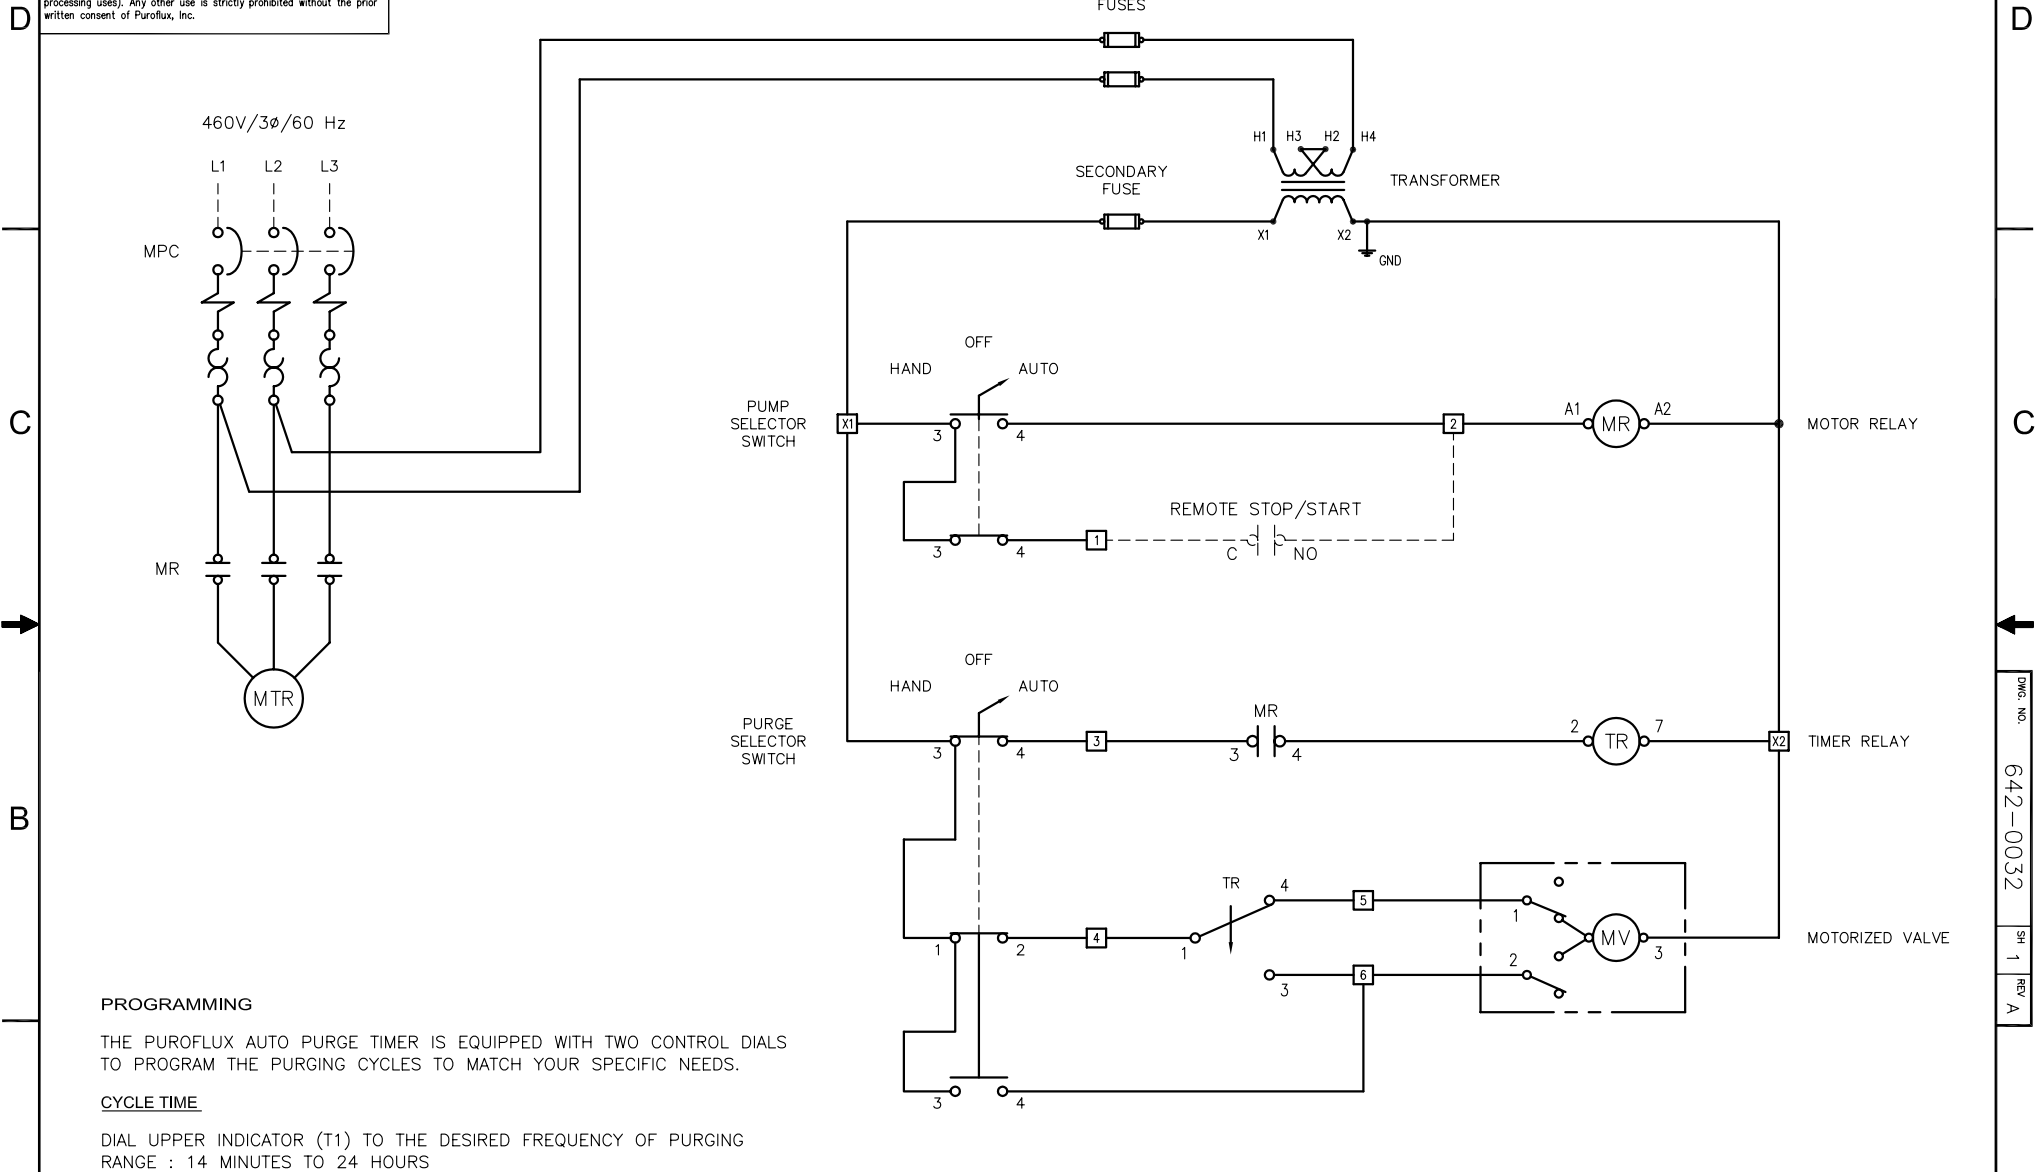 D
processing uses). Any other use is strictly prohibited without the prior
written consent of Puroflux, Inc.
FUSES
D
460V/3ø/60 Hz
L1 L2 L3
H1 H3 H2 H4
SECONDARY
FUSE
TRANSFORMER
X1 X2
GND
MPC
OFF
HAND AUTO
PUMP
SELECTOR
SWITCH
X1
3 4
2
A1 MR A2
MOTOR RELAY
C
C
REMOTE STOP/START
3 4
1
C NO
MR
MTR
OFF
HAND AUTO
PURGE
SELECTOR
SWITCH
3 4
3
MR
3 4
2 TR 7
X2
TIMER RELAY
DWG. NO.
642-0032
SH 1
REV A
B
TR
4
5
1
1 2
4
1
MV
3
MOTORIZED VALVE
3
6
2
3 4
PROGRAMMING
THE PUROFLUX AUTO PURGE TIMER IS EQUIPPED WITH TWO CONTROL DIALS
TO PROGRAM THE PURGING CYCLES TO MATCH YOUR SPECIFIC NEEDS.
CYCLE TIME
DIAL UPPER INDICATOR (T1) TO THE DESIRED FREQUENCY OF PURGING
RANGE : 14 MINUTES TO 24 HOURS